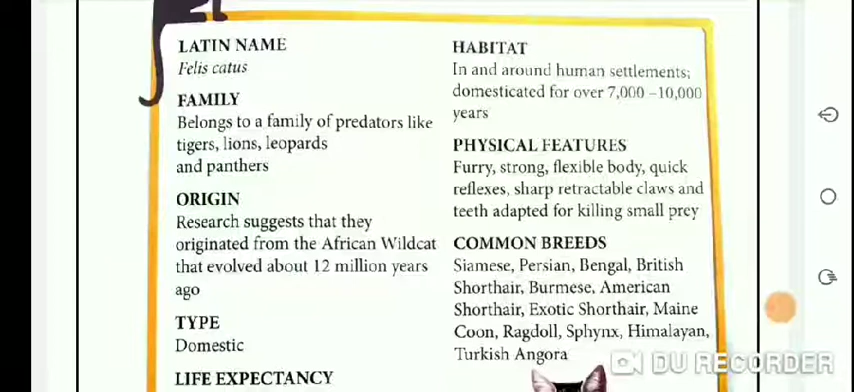 LATIN NAME
Felis catus
FAMILY
Belongs to a family of predators like
tigers, lions, leopards
and panthers
ORIGIN
Research suggests that they
originated from the African Wildcat
that evolved about 12 million years
ago
TYPE
Domestic
LIFE EXPECTANCY
HABITAT
In and around human settlements;
domesticated for over 7,000 –10,000
years
PHYSICAL FEATURES
Furry, strong, flexible body, quick
reflexes, sharp retractable claws and
teeth adapted for killing small prey
COMMON BREEDS
Siamese, Persian, Bengal, British
Shorthair, Burmese, American
Shorthair, Exotic Shorthair, Maine
Coon, Ragdoll, Sphynx, Himalayan,
Turkish Angora
DU RECORDER